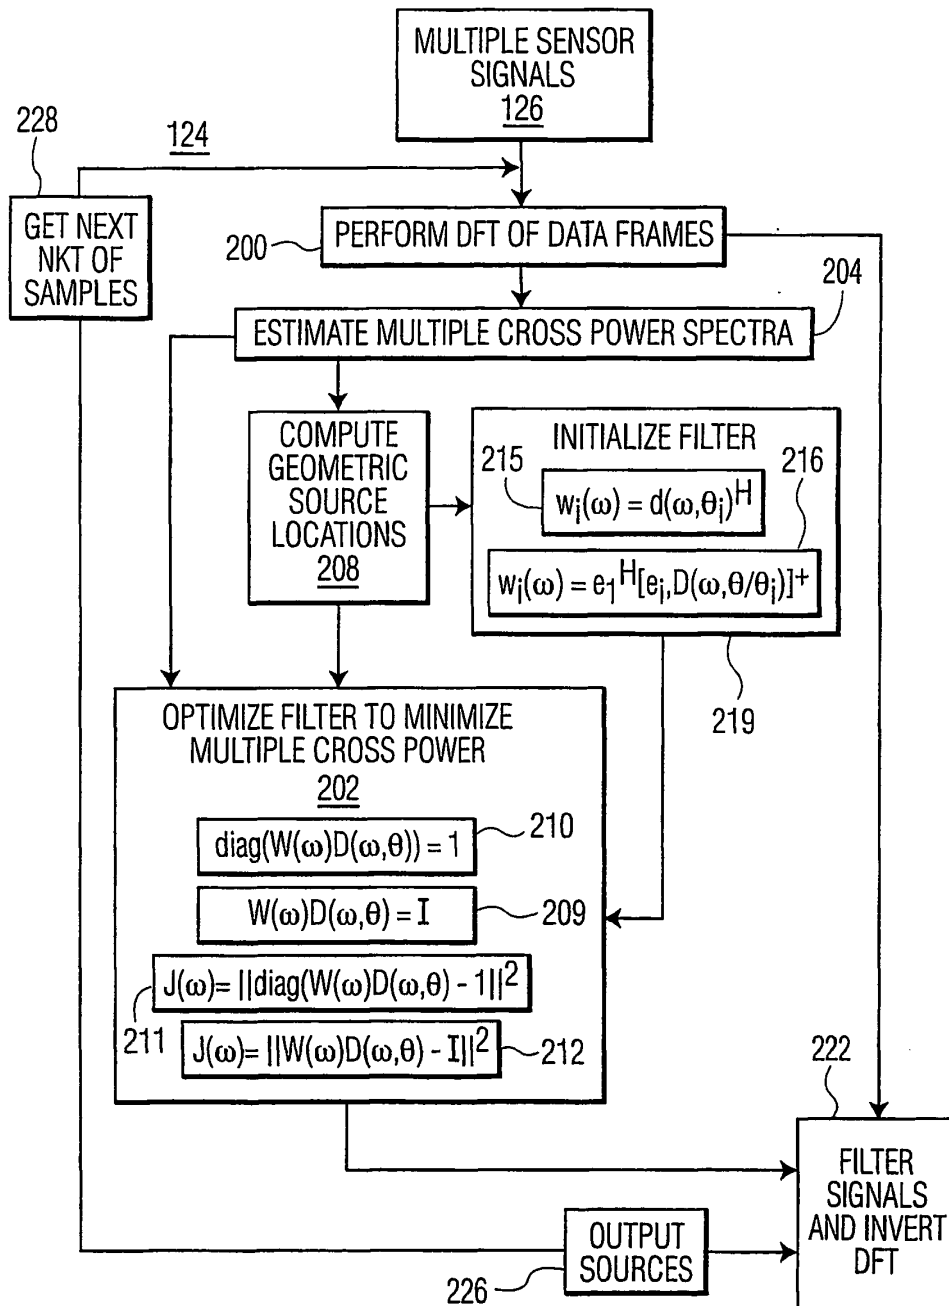 MULTIPLE SENSOR
SIGNALS
126
228
124
GET NEXT
NKT OF
SAMPLES
200
PERFORM DFT OF DATA FRAMES
204
ESTIMATE MULTIPLE CROSS POWER SPECTRA
COMPUTE
GEOMETRIC
SOURCE
LOCATIONS
208
INITIALIZE FILTER
215
216
wi(ω) = d(ω,θi)^H
wi(ω) = e1^H[ei,D(ω,θ/θi)]^+
219
OPTIMIZE FILTER TO MINIMIZE
MULTIPLE CROSS POWER
202
210
diag(W(ω)D(ω,θ)) = 1
W(ω)D(ω,θ) = I
209
J(ω)= ||diag(W(ω)D(ω,θ) - 1||²
211
J(ω)= ||W(ω)D(ω,θ) - I||²
212
222
FILTER
SIGNALS
AND INVERT
DFT
OUTPUT
SOURCES
226